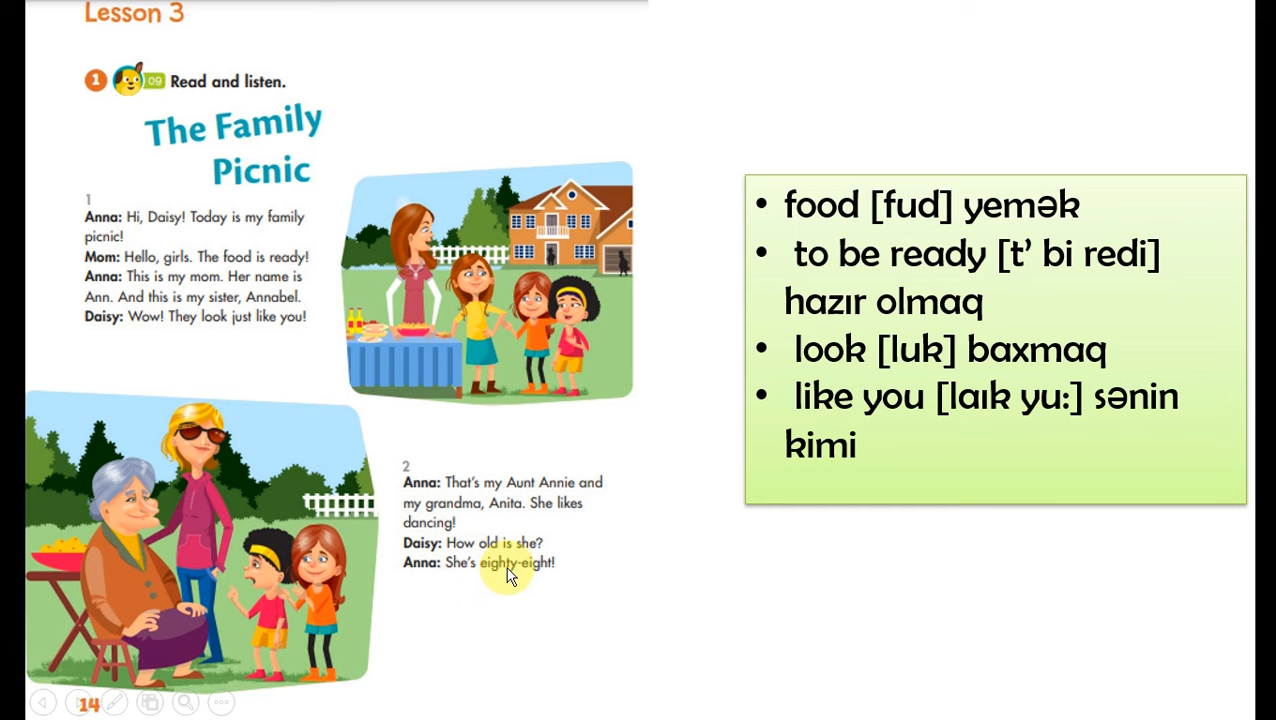 Lesson 3
1 09 Read and listen.
The Family
Picnic
1
Anna: Hi, Daisy! Today is my family
picnic!
Mom: Hello, girls. The food is ready!
Anna: This is my mom. Her name is
Ann. And this is my sister, Annabel.
Daisy: Wow! They look just like you!
2
Anna: That's my Aunt Annie and
my grandma, Anita. She likes
dancing!
Daisy: How old is she?
Anna: She's eighty-eight!
14
• food [fud] yemək
• to be ready [t’ bi redi]
hazır olmaq
• look [luk] baxmaq
• like you [laık yu:] sənin
kimi